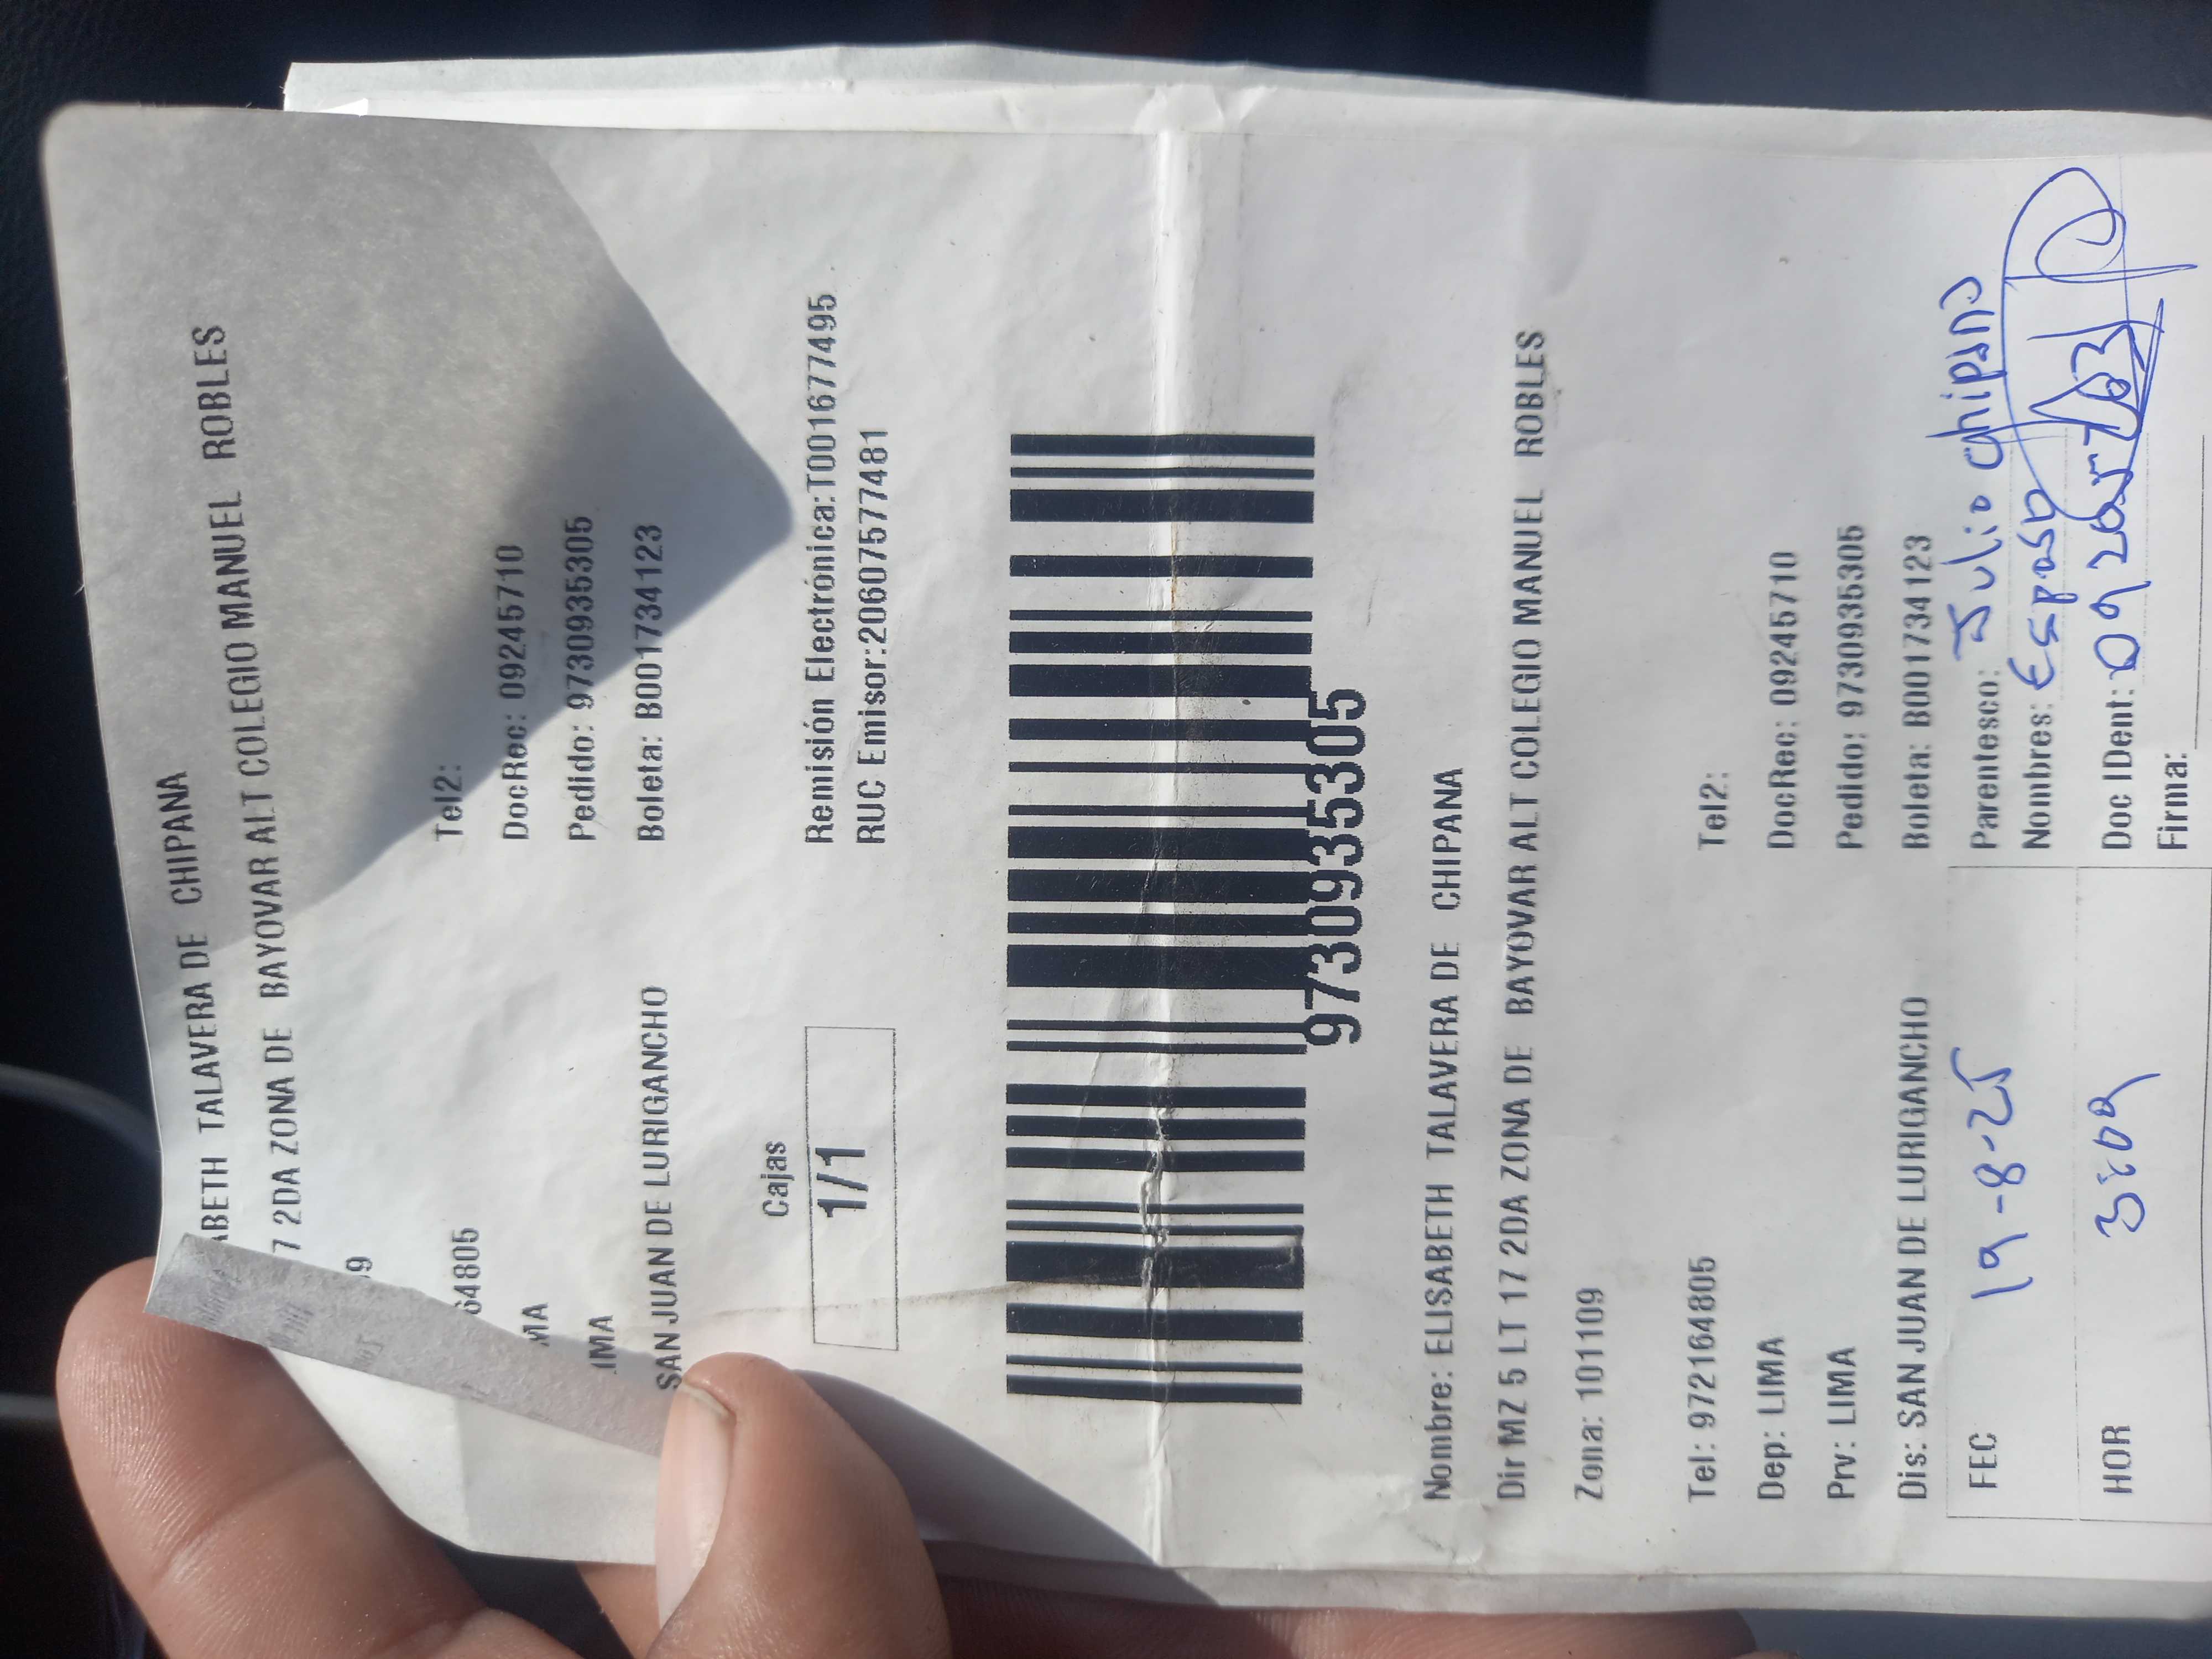 ABETH TALAVERA DE CHIPANA
7 2DA ZONA DE BAYOVAR ALT COLEGIO MANUEL ROBLES
9
64805 Tel2:
MA DocRec: 09245710
IMA Pedido: 9730935305
SAN JUAN DE LURIGANCHO Boleta: B001734123
Cajas
1/1
Remisión Electrónica:T001677495
RUC Emisor:20607577481
9730935305
Nombre: ELISABETH TALAVERA DE CHIPANA
Dir MZ 5 LT 17 2DA ZONA DE BAYOVAR ALT COLEGIO MANUEL ROBLES
Zona: 101109
Tel: 972164805 Tel2:
Dep: LIMA DocRec: 09245710
Prv: LIMA Pedido: 9730935305
Dis: SAN JUAN DE LURIGANCHO Boleta: B001734123
FEC 19-8-25 Parentesco: Julio chipana
Nombres: Esposo
HOR 3:09 Doc IDent:
Firma: